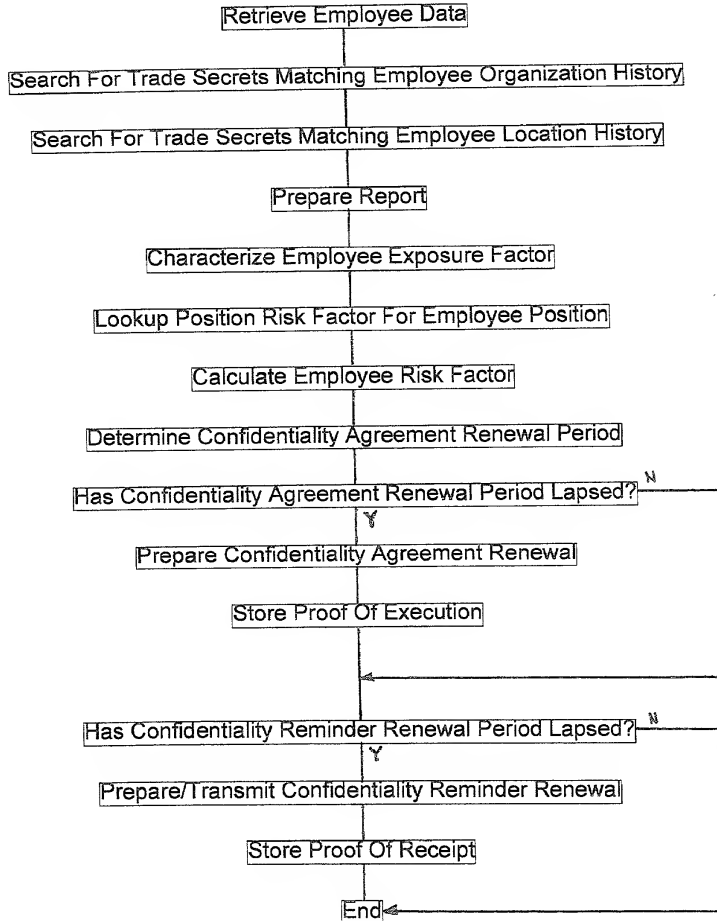 Retrieve Employee Data
Search For Trade Secrets Matching Employee Organization History
Search For Trade Secrets Matching Employee Location History
Prepare Report
Characterize Employee Exposure Factor
Lookup Position Risk Factor For Employee Position
Calculate Employee Risk Factor
Determine Confidentiality Agreement Renewal Period
Has Confidentiality Agreement Renewal Period Lapsed? N
Y
Prepare Confidentiality Agreement Renewal
Store Proof Of Execution
Has Confidentiality Reminder Renewal Period Lapsed? N
Y
Prepare/Transmit Confidentiality Reminder Renewal
Store Proof Of Receipt
End